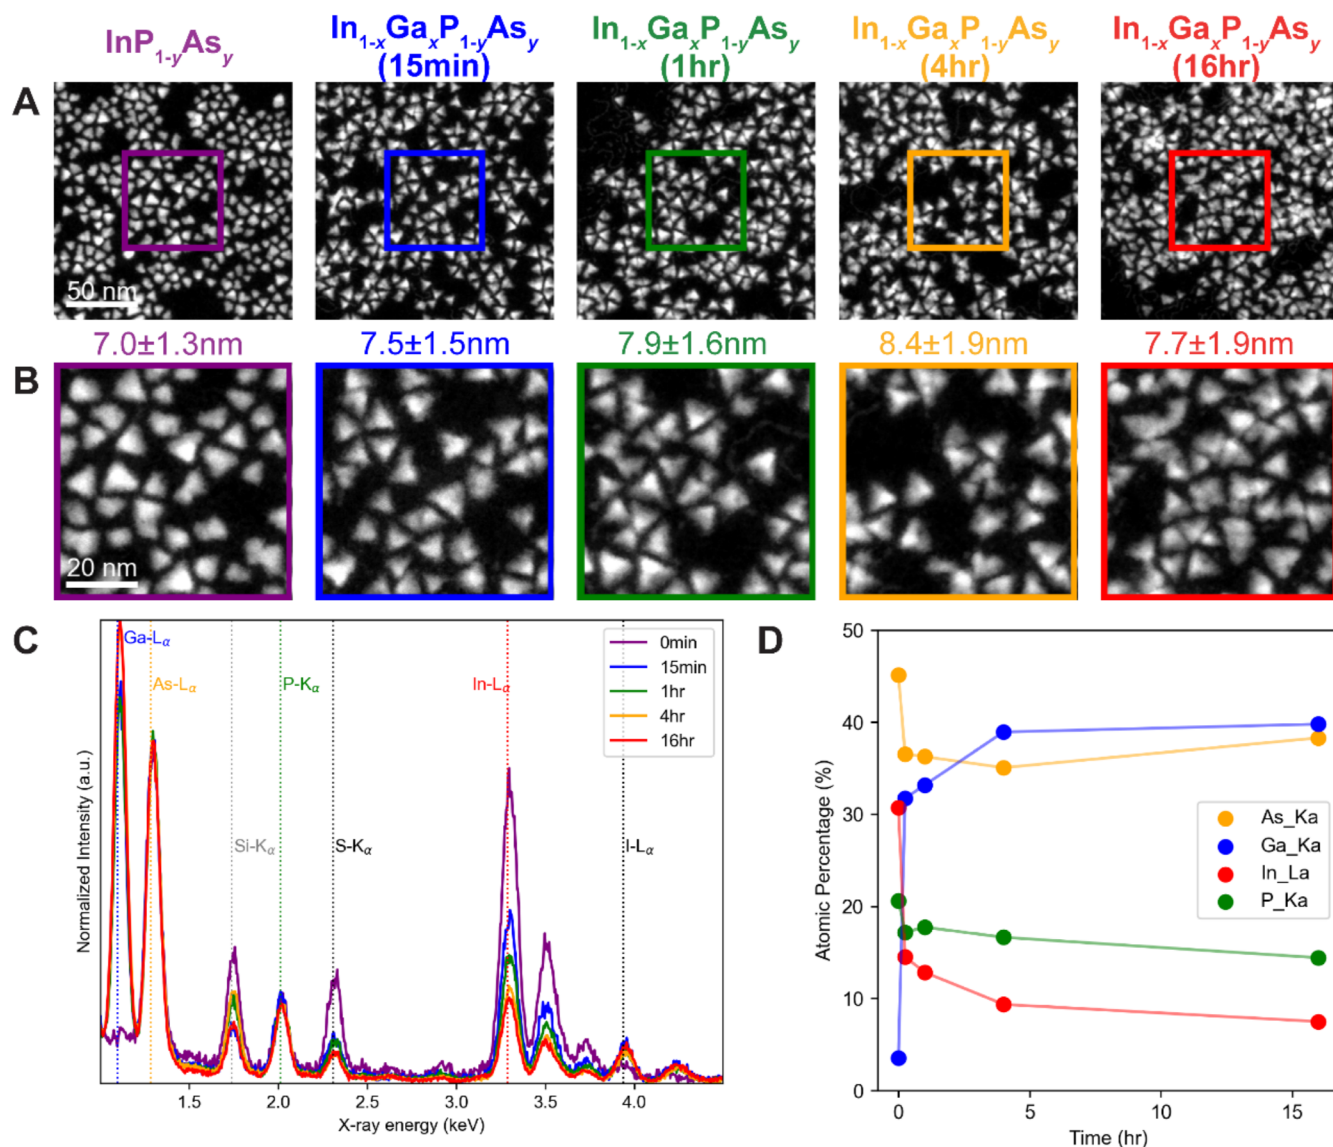 InP₁₋yAsy
In₁₋ₓGaₓP₁₋yAsy
(15min)
In₁₋ₓGaₓP₁₋yAsy
(1hr)
In₁₋ₓGaₓP₁₋yAsy
(4hr)
In₁₋ₓGaₓP₁₋yAsy
(16hr)
A
50 nm
7.0±1.3nm
7.5±1.5nm
7.9±1.6nm
8.4±1.9nm
7.7±1.9nm
B
20 nm
C
Ga-Lα
As-Lα
Si-Kα
P-Kα
S-Kα
In-Lα
I-Lα
0min
15min
1hr
4hr
16hr
Normalized Intensity (a.u.)
1.5 2.0 2.5 3.0 3.5 4.0
X-ray energy (keV)
D
50
40
30
20
10
0
Atomic Percentage (%)
As_Ka
Ga_Ka
In_La
P_Ka
0 5 10 15
Time (hr)